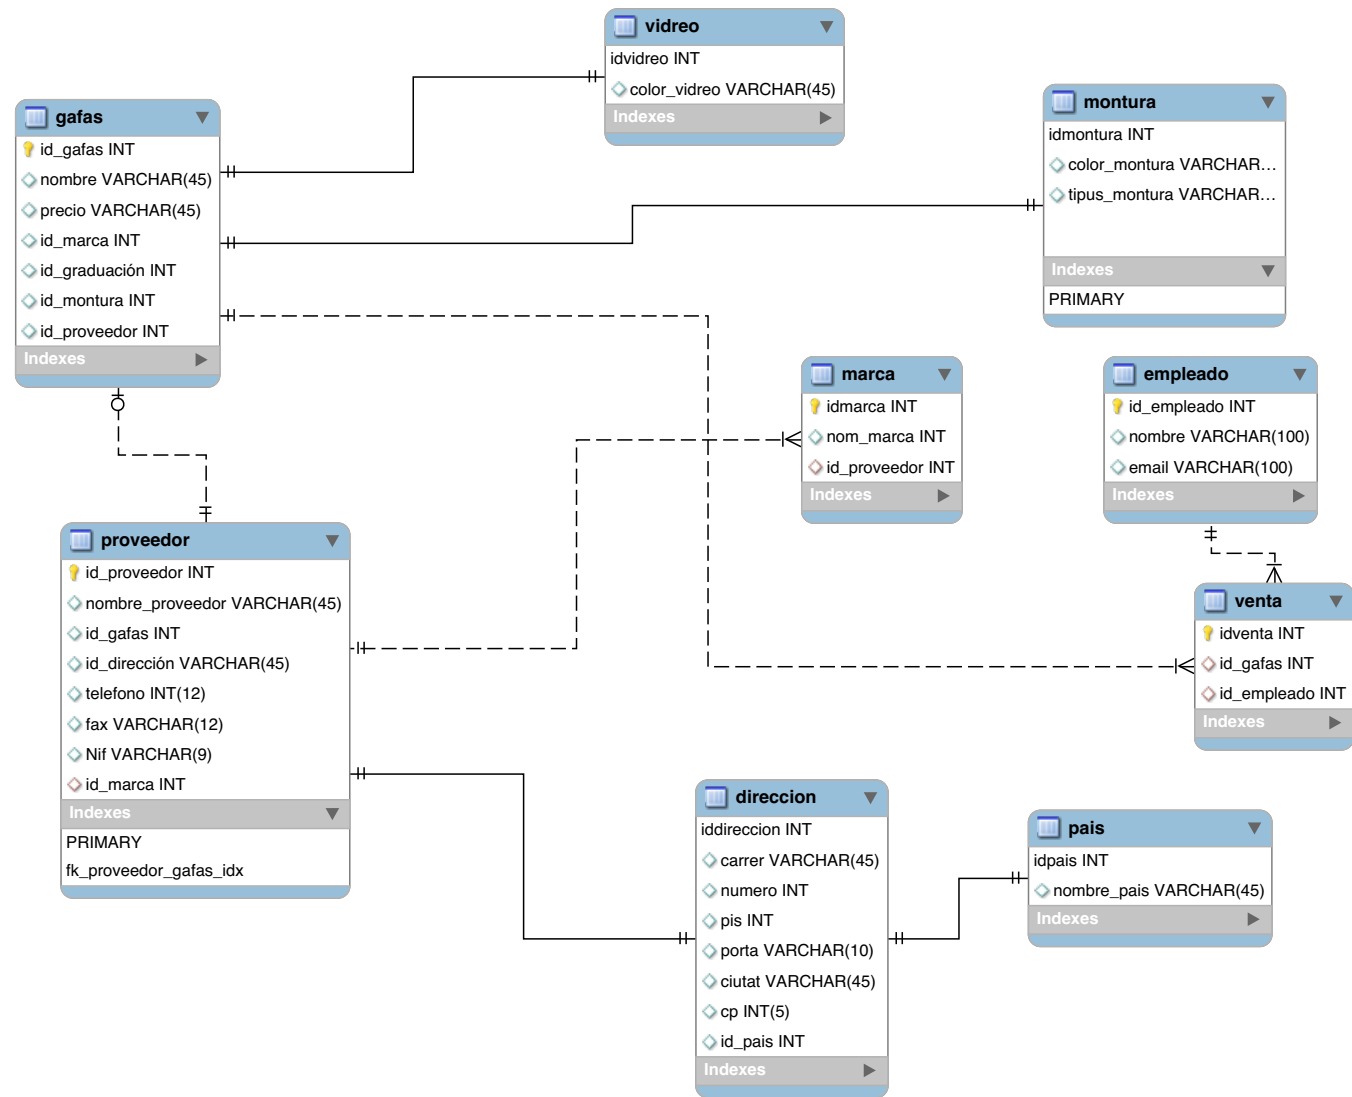 vidreo
idvidreo INT
color_vidreo VARCHAR(45)
Indexes
gafas
id_gafas INT
nombre VARCHAR(45)
precio VARCHAR(45)
id_marca INT
id_graduación INT
id_montura INT
id_proveedor INT
Indexes
montura
idmontura INT
color_montura VARCHAR...
tipus_montura VARCHAR...
Indexes
PRIMARY
marca
idmarca INT
nom_marca INT
id_proveedor INT
Indexes
empleado
id_empleado INT
nombre VARCHAR(100)
email VARCHAR(100)
Indexes
proveedor
id_proveedor INT
nombre_proveedor VARCHAR(45)
id_gafas INT
id_dirección VARCHAR(45)
telefono INT(12)
fax VARCHAR(12)
Nif VARCHAR(9)
id_marca INT
Indexes
PRIMARY
fk_proveedor_gafas_idx
venta
idventa INT
id_gafas INT
id_empleado INT
Indexes
direccion
iddireccion INT
carrer VARCHAR(45)
numero INT
pis INT
porta VARCHAR(10)
ciutat VARCHAR(45)
cp INT(5)
id_pais INT
Indexes
pais
idpais INT
nombre_pais VARCHAR(45)
Indexes